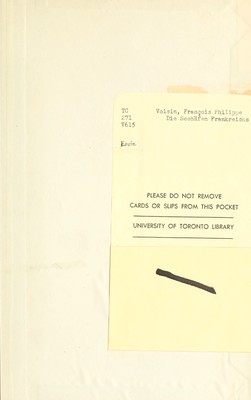 TC Voisin, François Philippe
271 Die Seehäfen Frankreichs
V615
Engin.
PLEASE DO NOT REMOVE
CARDS OR SLIPS FROM THIS POCKET
UNIVERSITY OF TORONTO LIBRARY